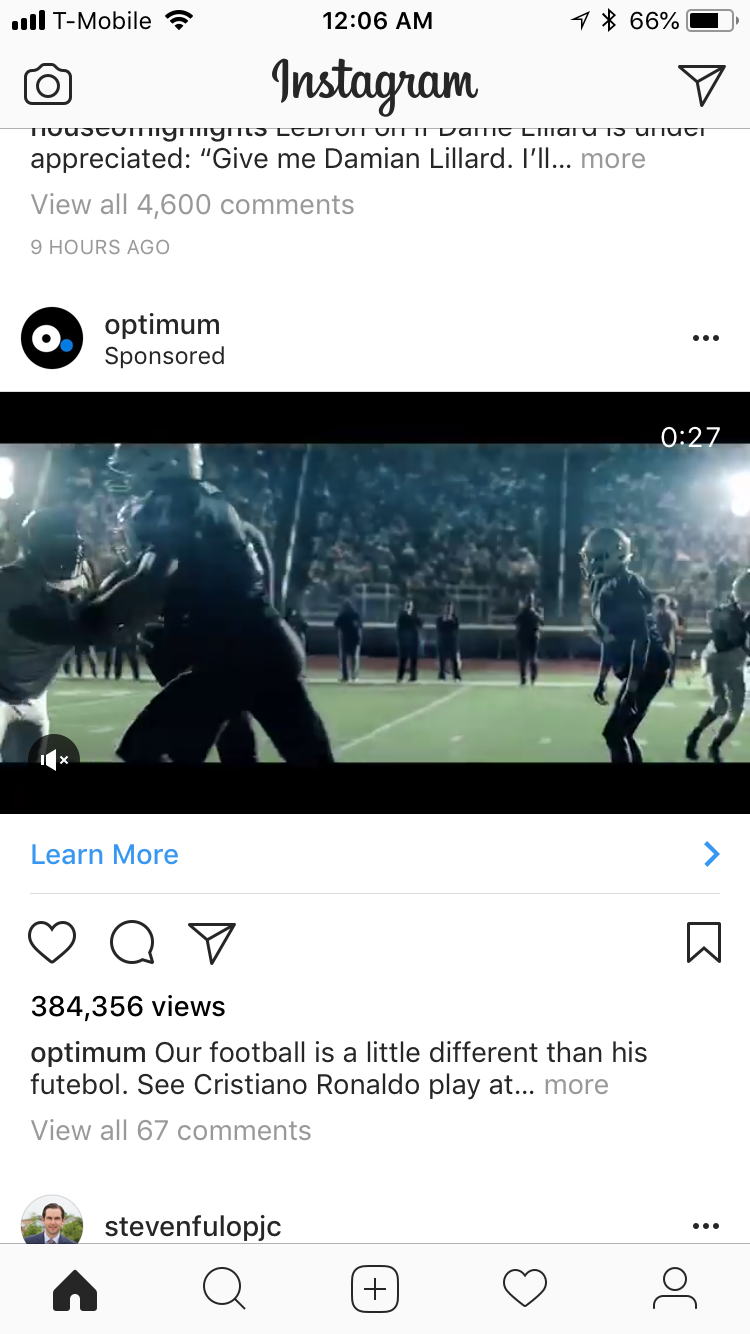 T-Mobile 12:06 AM 66%
Instagram
houseofhighlights LeBron on if Dame Lillard is under
appreciated: “Give me Damian Lillard. I’ll... more
View all 4,600 comments
9 HOURS AGO
optimum
Sponsored
0:27
Learn More
384,356 views
optimum Our football is a little different than his
futebol. See Cristiano Ronaldo play at... more
View all 67 comments
stevenfulopjc